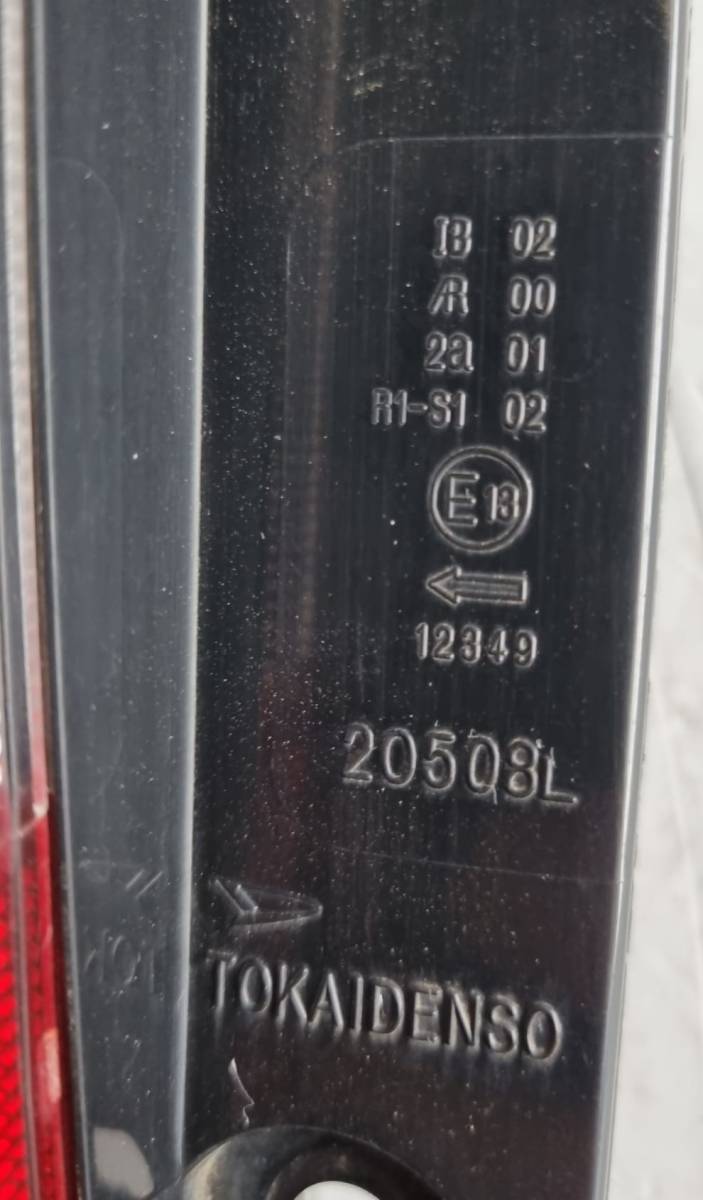 IB 02
AR 00
2a 01
R1-S1 02
E13
12349
20508L
TOKAIDENSO